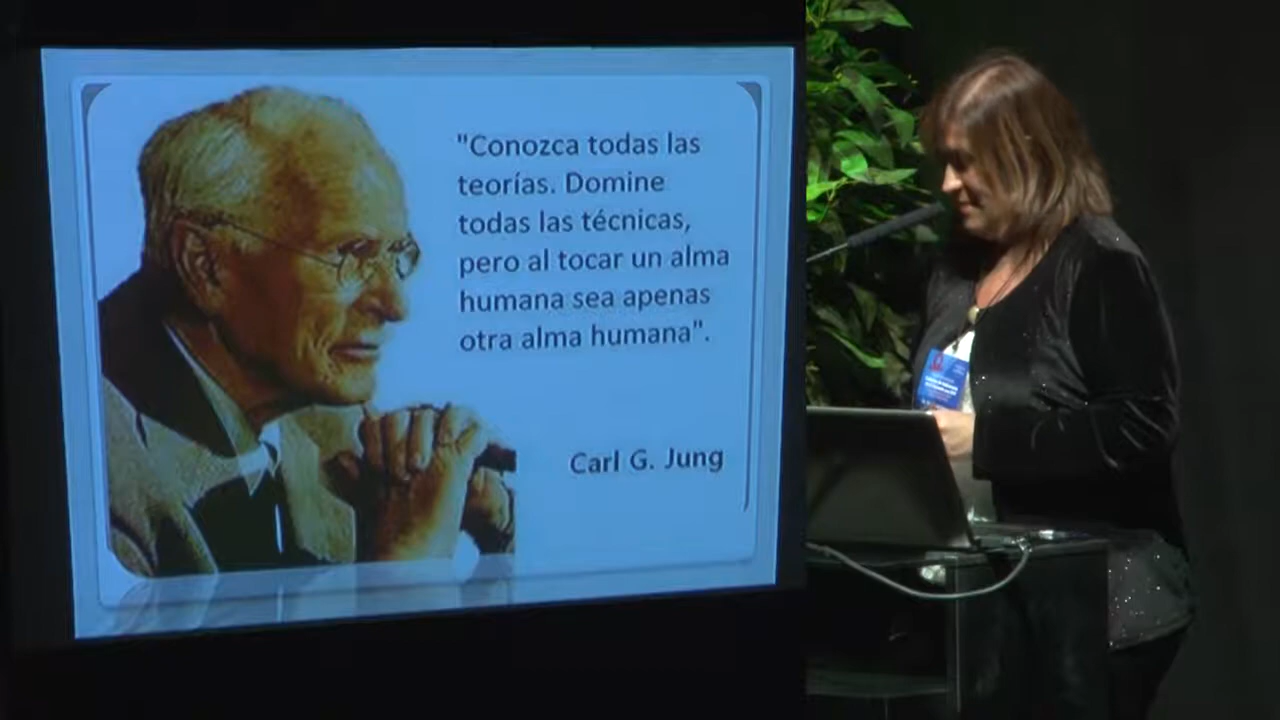 "Conozca todas las
teorías. Domine
todas las técnicas,
pero al tocar un alma
humana sea apenas
otra alma humana".
Carl G. Jung